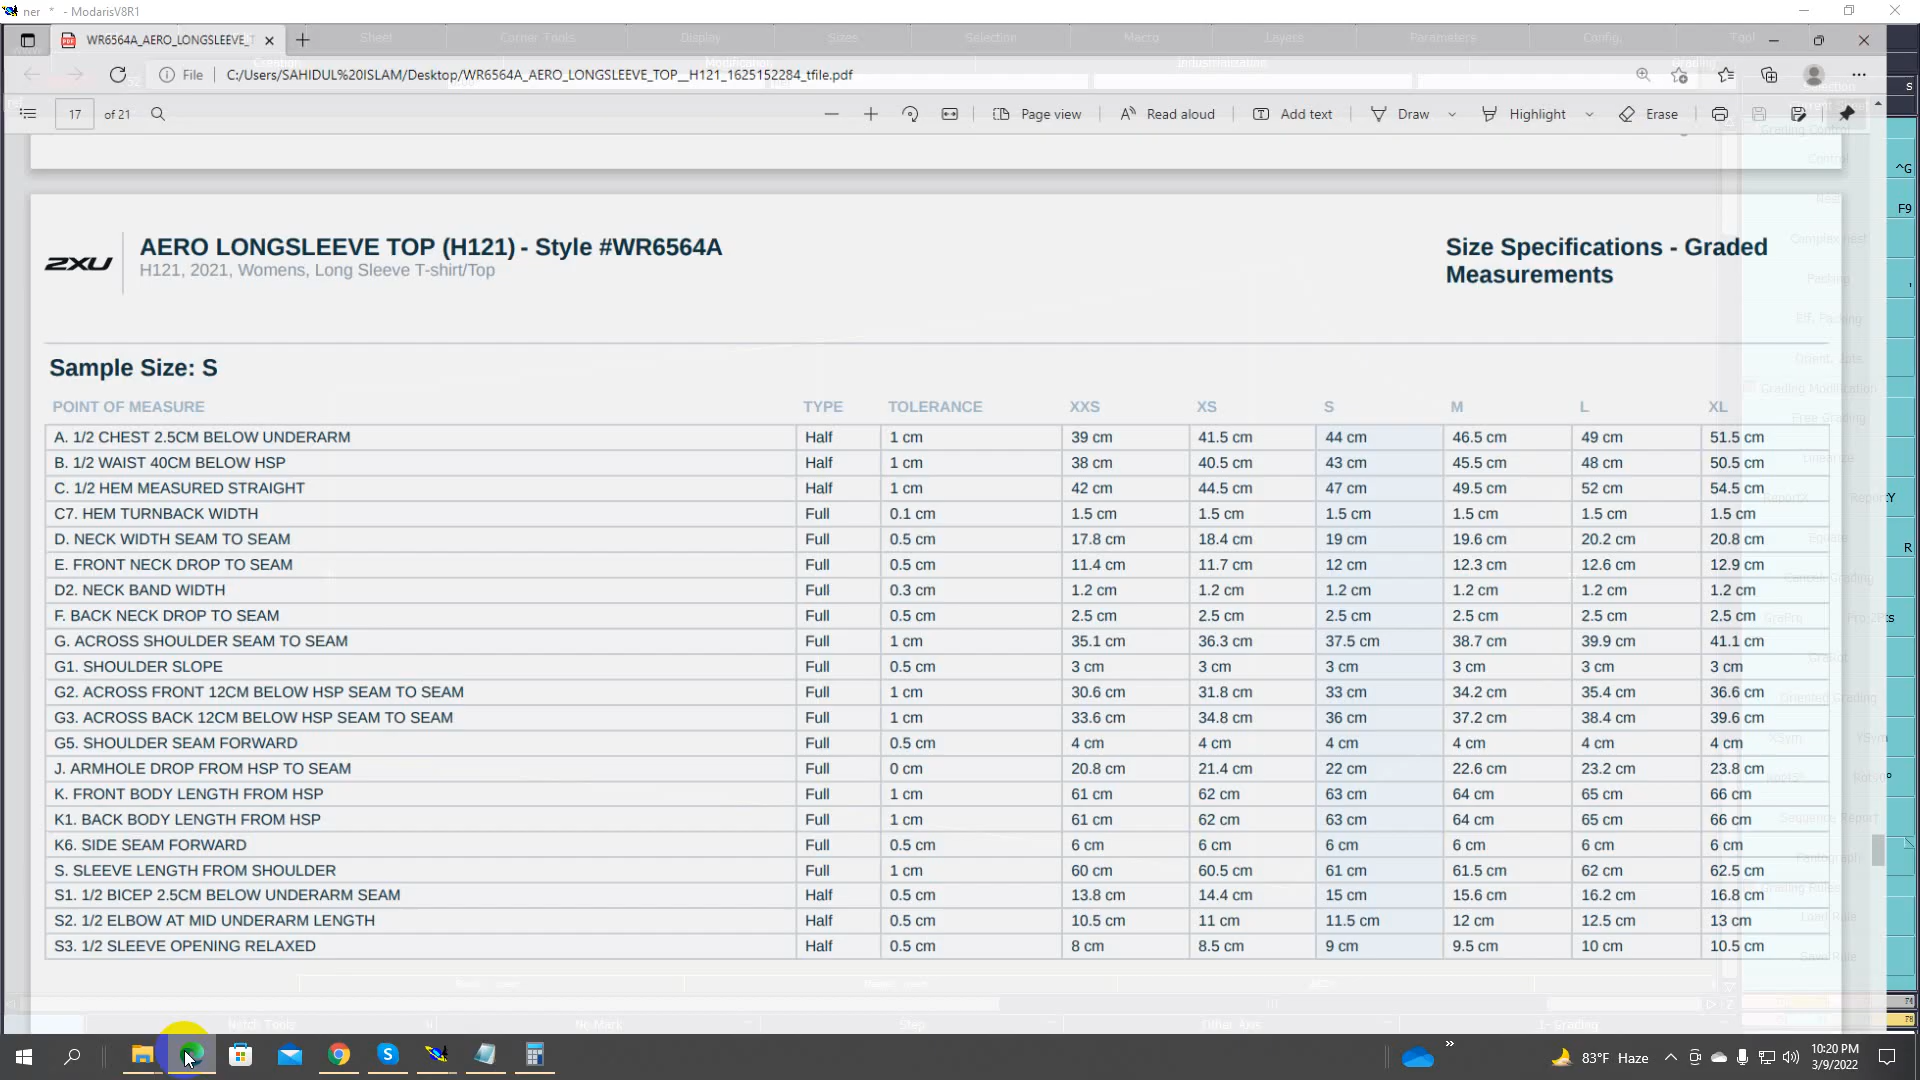 ner * - ModarisV8R1
WR6564A_AERO_LONGSLEEVE_T
File C:/Users/SAHIDUL%20ISLAM/Desktop/WR6564A_AERO_LONGSLEEVE_TOP__H121_1625152284_tfile.pdf
17 of 21 Page view Read aloud Add text Draw Highlight Erase
2XU
AERO LONGSLEEVE TOP (H121) - Style #WR6564A
H121, 2021, Womens, Long Sleeve T-shirt/Top
Size Specifications - Graded
Measurements
Sample Size: S
POINT OF MEASURE TYPE TOLERANCE XXS XS S M L XL
A. 1/2 CHEST 2.5CM BELOW UNDERARM Half 1 cm 39 cm 41.5 cm 44 cm 46.5 cm 49 cm 51.5 cm
B. 1/2 WAIST 40CM BELOW HSP Half 1 cm 38 cm 40.5 cm 43 cm 45.5 cm 48 cm 50.5 cm
C. 1/2 HEM MEASURED STRAIGHT Half 1 cm 42 cm 44.5 cm 47 cm 49.5 cm 52 cm 54.5 cm
C7. HEM TURNBACK WIDTH Full 0.1 cm 1.5 cm 1.5 cm 1.5 cm 1.5 cm 1.5 cm 1.5 cm
D. NECK WIDTH SEAM TO SEAM Full 0.5 cm 17.8 cm 18.4 cm 19 cm 19.6 cm 20.2 cm 20.8 cm
E. FRONT NECK DROP TO SEAM Full 0.5 cm 11.4 cm 11.7 cm 12 cm 12.3 cm 12.6 cm 12.9 cm
D2. NECK BAND WIDTH Full 0.3 cm 1.2 cm 1.2 cm 1.2 cm 1.2 cm 1.2 cm 1.2 cm
F. BACK NECK DROP TO SEAM Full 0.5 cm 2.5 cm 2.5 cm 2.5 cm 2.5 cm 2.5 cm 2.5 cm
G. ACROSS SHOULDER SEAM TO SEAM Full 1 cm 35.1 cm 36.3 cm 37.5 cm 38.7 cm 39.9 cm 41.1 cm
G1. SHOULDER SLOPE Full 0.5 cm 3 cm 3 cm 3 cm 3 cm 3 cm 3 cm
G2. ACROSS FRONT 12CM BELOW HSP SEAM TO SEAM Full 1 cm 30.6 cm 31.8 cm 33 cm 34.2 cm 35.4 cm 36.6 cm
G3. ACROSS BACK 12CM BELOW HSP SEAM TO SEAM Full 1 cm 33.6 cm 34.8 cm 36 cm 37.2 cm 38.4 cm 39.6 cm
G5. SHOULDER SEAM FORWARD Full 0.5 cm 4 cm 4 cm 4 cm 4 cm 4 cm 4 cm
J. ARMHOLE DROP FROM HSP TO SEAM Full 0 cm 20.8 cm 21.4 cm 22 cm 22.6 cm 23.2 cm 23.8 cm
K. FRONT BODY LENGTH FROM HSP Full 1 cm 61 cm 62 cm 63 cm 64 cm 65 cm 66 cm
K1. BACK BODY LENGTH FROM HSP Full 1 cm 61 cm 62 cm 63 cm 64 cm 65 cm 66 cm
K6. SIDE SEAM FORWARD Full 0.5 cm 6 cm 6 cm 6 cm 6 cm 6 cm 6 cm
S. SLEEVE LENGTH FROM SHOULDER Full 1 cm 60 cm 60.5 cm 61 cm 61.5 cm 62 cm 62.5 cm
S1. 1/2 BICEP 2.5CM BELOW UNDERARM SEAM Half 0.5 cm 13.8 cm 14.4 cm 15 cm 15.6 cm 16.2 cm 16.8 cm
S2. 1/2 ELBOW AT MID UNDERARM LENGTH Half 0.5 cm 10.5 cm 11 cm 11.5 cm 12 cm 12.5 cm 13 cm
S3. 1/2 SLEEVE OPENING RELAXED Half 0.5 cm 8 cm 8.5 cm 9 cm 9.5 cm 10 cm 10.5 cm
83°F Haze
10:20 PM
3/9/2022